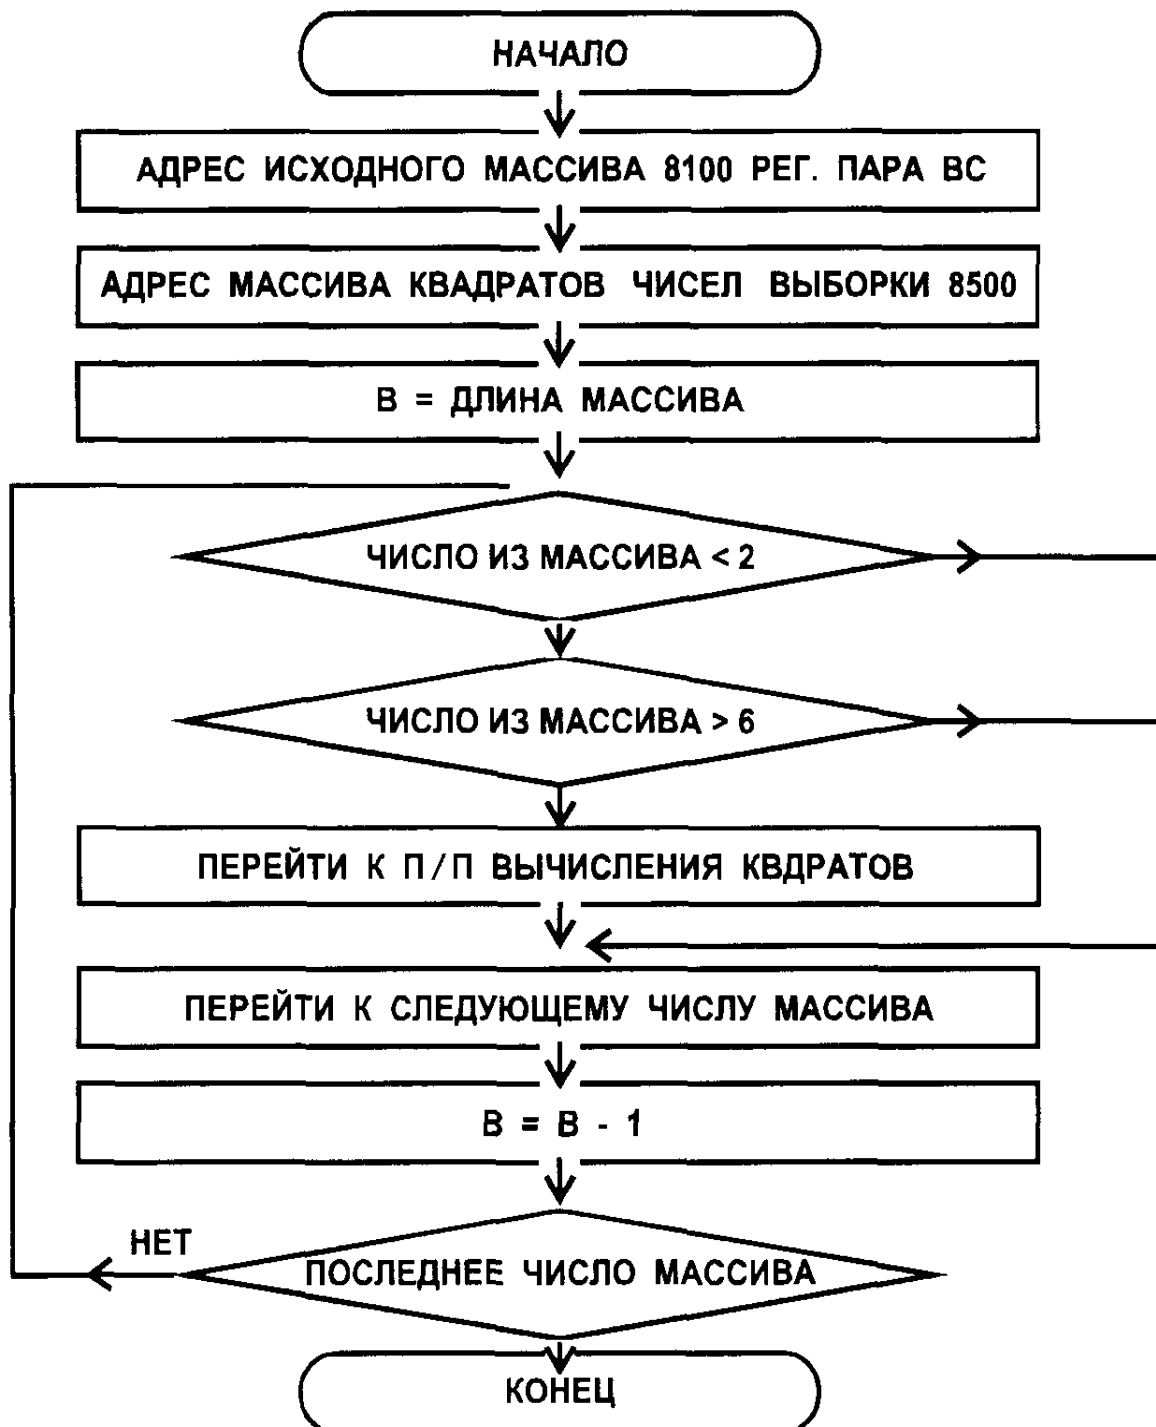 НАЧАЛО
АДРЕС ИСХОДНОГО МАССИВА 8100 РЕГ. ПАРА ВС
АДРЕС МАССИВА КВАДРАТОВ ЧИСЕЛ ВЫБОРКИ 8500
В = ДЛИНА МАССИВА
ЧИСЛО ИЗ МАССИВА < 2
ЧИСЛО ИЗ МАССИВА > 6
ПЕРЕЙТИ К П/П ВЫЧИСЛЕНИЯ КВДРАТОВ
ПЕРЕЙТИ К СЛЕДУЮЩЕМУ ЧИСЛУ МАССИВА
В = В - 1
НЕТ
ПОСЛЕДНЕЕ ЧИСЛО МАССИВА
КОНЕЦ